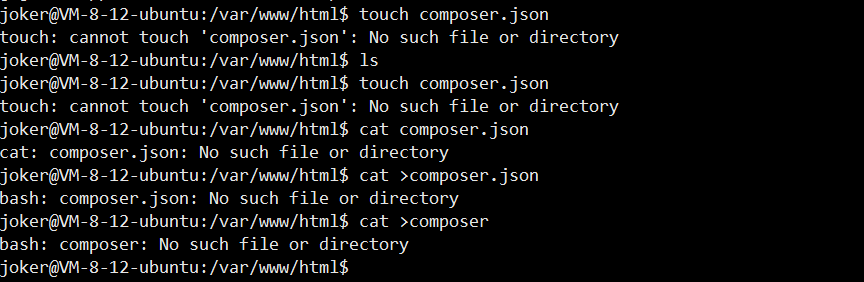 joker@VM-8-12-ubuntu:/var/www/html$ touch composer.json
touch: cannot touch 'composer.json': No such file or directory
joker@VM-8-12-ubuntu:/var/www/html$ ls
joker@VM-8-12-ubuntu:/var/www/html$ touch composer.json
touch: cannot touch 'composer.json': No such file or directory
joker@VM-8-12-ubuntu:/var/www/html$ cat composer.json
cat: composer.json: No such file or directory
joker@VM-8-12-ubuntu:/var/www/html$ cat >composer.json
bash: composer.json: No such file or directory
joker@VM-8-12-ubuntu:/var/www/html$ cat >composer
bash: composer: No such file or directory
joker@VM-8-12-ubuntu:/var/www/html$